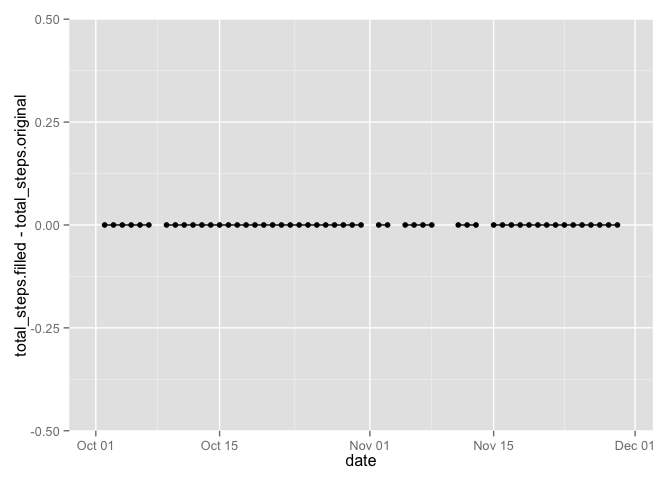 0.50
0.25
0.00
-0.25
-0.50
total_steps.filled - total_steps.original
Oct 01
Oct 15
Nov 01
Nov 15
Dec 01
date